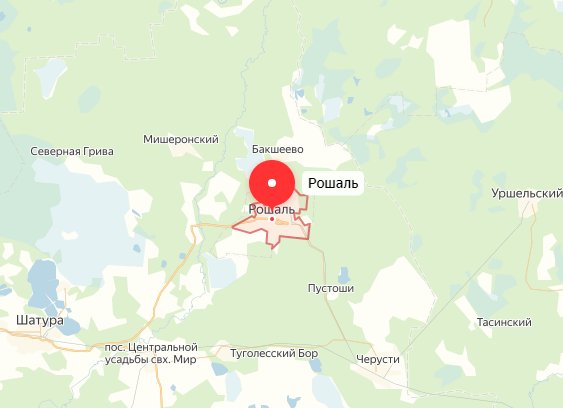 Мишеронский
Бакшеево
Северная Грива
Рошаль
Уршельский
Рошаль
Пустоши
Шатура
Тасинский
пос. Центральной
усадьбы свх. Мир
Туголесский Бор
Черусти